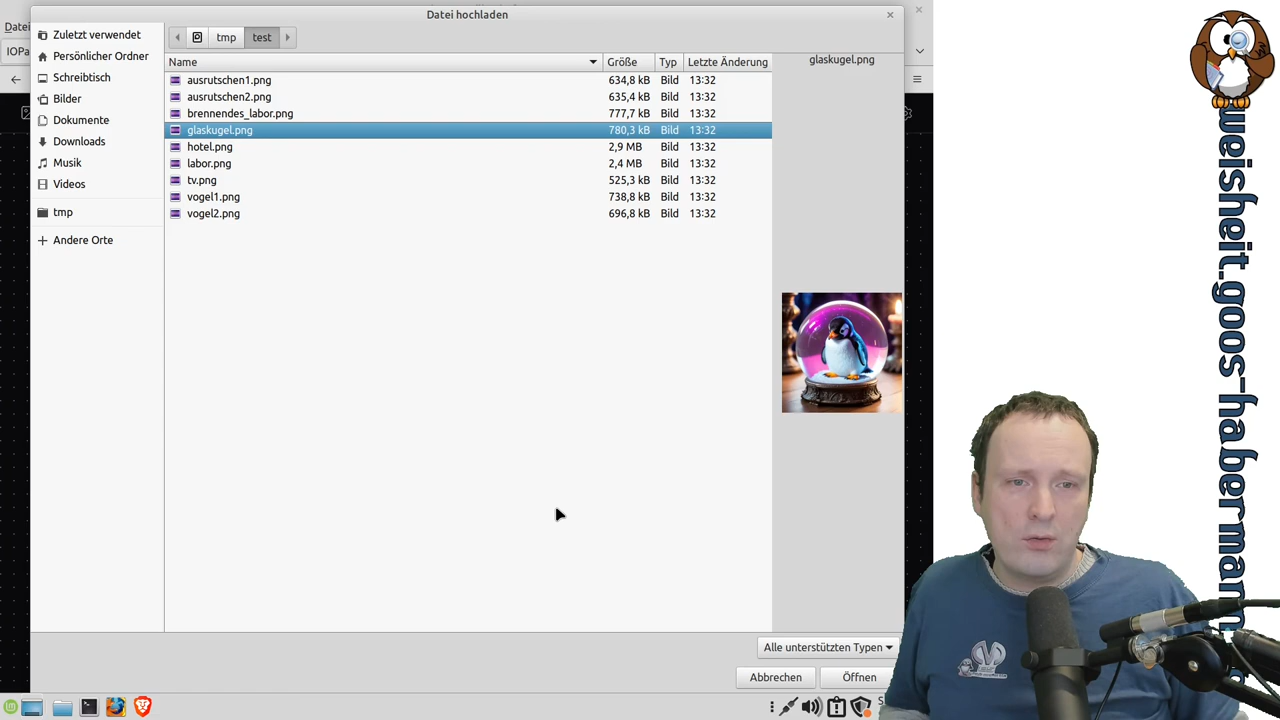 Datei hochladen
Datei
IOPa
Zuletzt verwendet
Persönlicher Ordner
Schreibtisch
Bilder
Dokumente
Downloads
Musik
Videos
tmp
Andere Orte
tmp test
Name Größe Typ Letzte Änderung
ausrutschen1.png 634,8 kB Bild 13:32
ausrutschen2.png 635,4 kB Bild 13:32
brennendes_labor.png 777,7 kB Bild 13:32
glaskugel.png 780,3 kB Bild 13:32
hotel.png 2,9 MB Bild 13:32
labor.png 2,4 MB Bild 13:32
tv.png 525,3 kB Bild 13:32
vogel1.png 738,8 kB Bild 13:32
vogel2.png 696,8 kB Bild 13:32
glaskugel.png
Alle unterstützten Typen
Abbrechen Öffnen
weisheit.goos-habermann